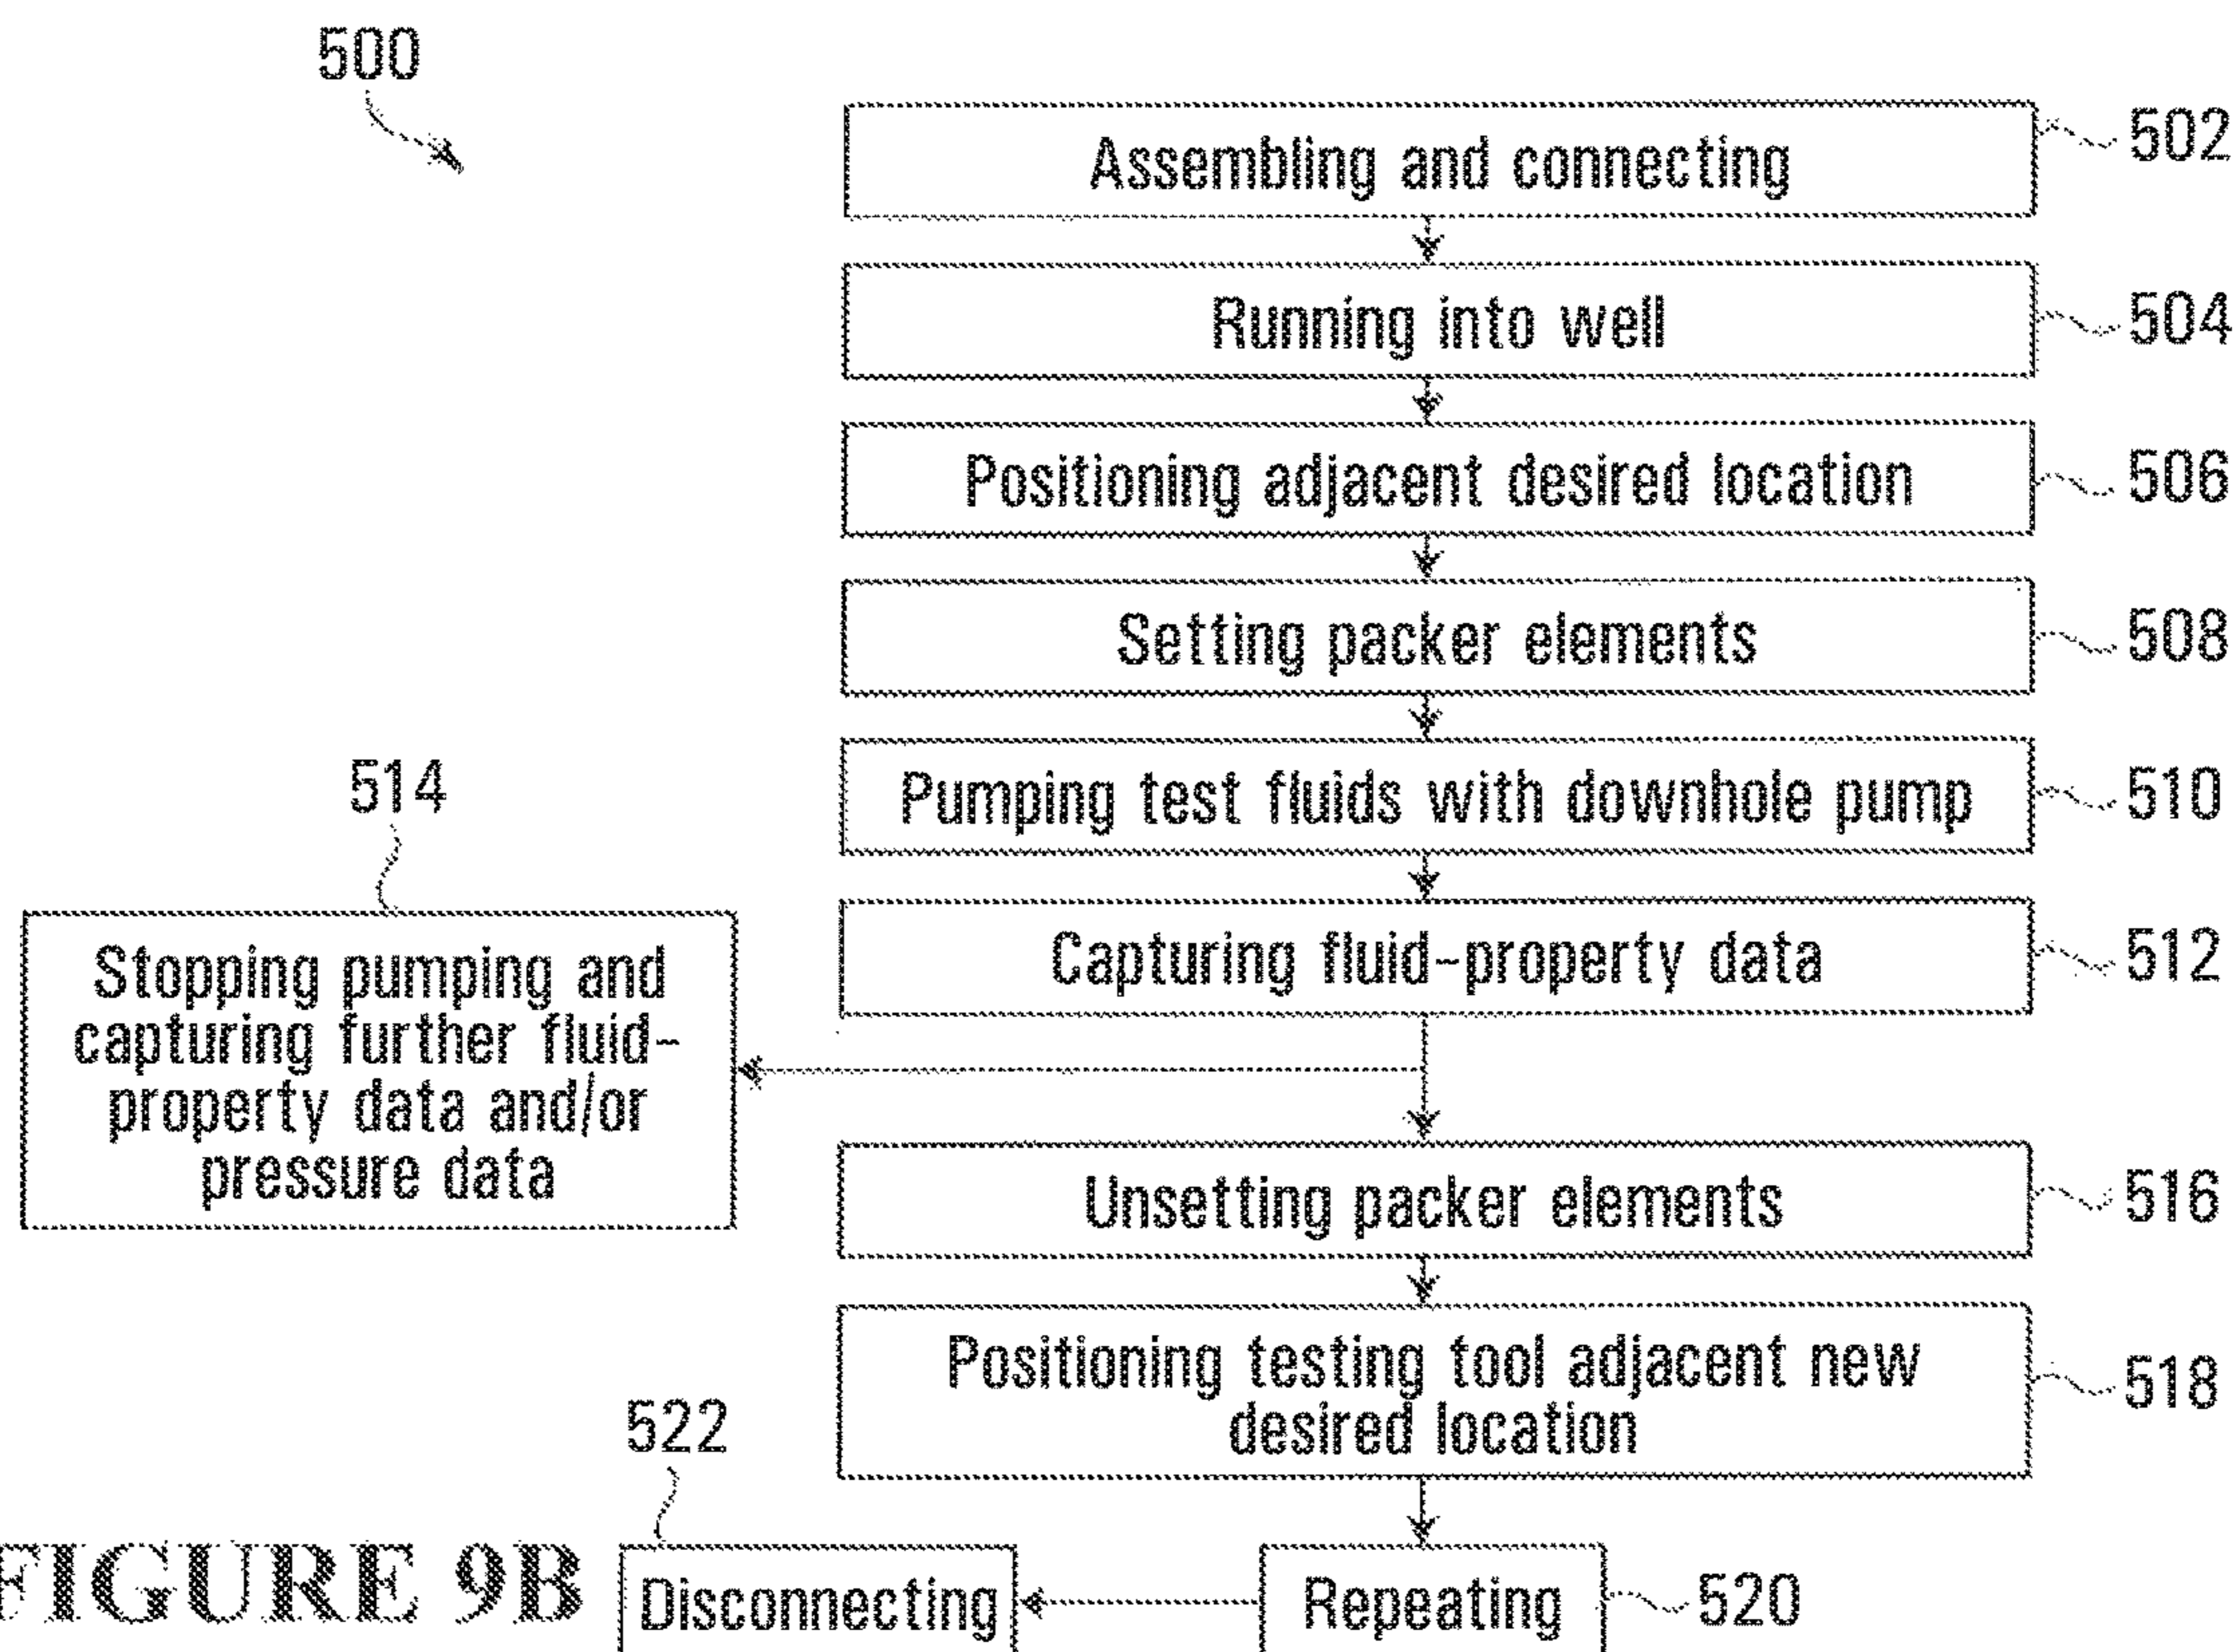 500
Assembling and connecting
502
Running into well
504
Positioning adjacent desired location
506
Setting packer elements
508
Pumping test fluids with downhole pump
510
Capturing fluid-property data
512
514
Stopping pumping and
capturing further fluid-
property data and/or
pressure data
Unsetting packer elements
516
Positioning testing tool adjacent new
desired location
518
Repeating
520
522
Disconnecting
FIGURE 9B